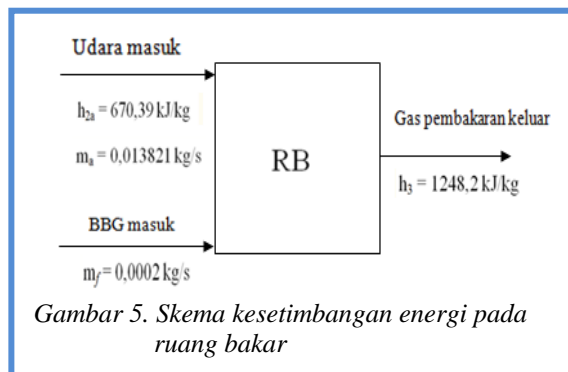 Udara masuk
h₂ₐ = 670,39 kJ/kg
mₐ = 0,013821 kg/s
BBG masuk
m_f = 0,0002 kg/s
RB
Gas pembakaran keluar
h₃ = 1248,2 kJ/kg
Gambar 5. Skema kesetimbangan energi pada
ruang bakar